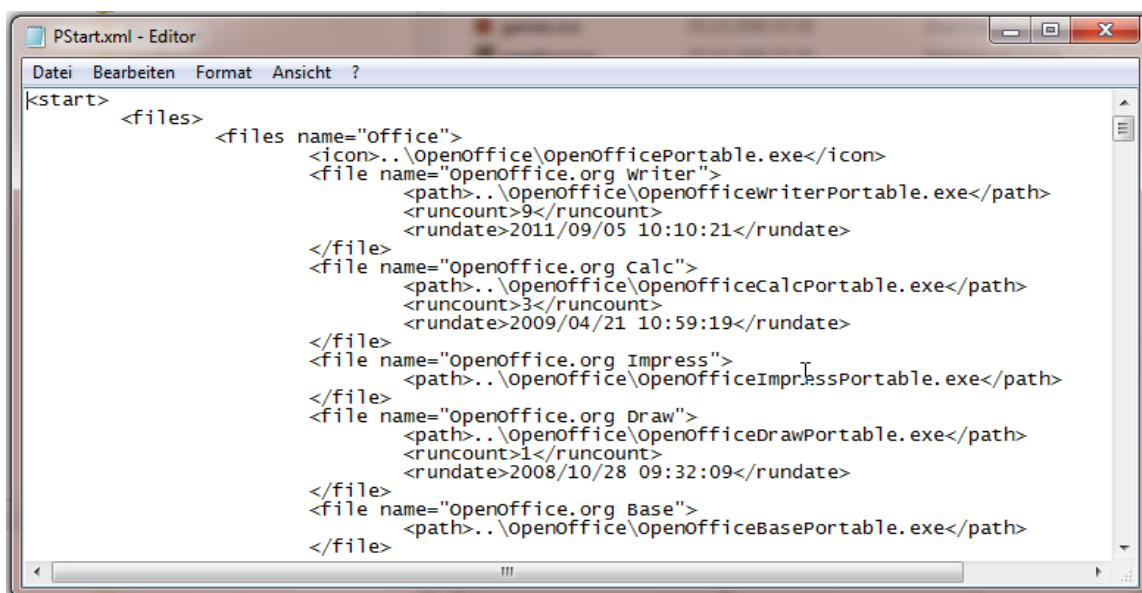 PStart.xml - Editor
Datei Bearbeiten Format Ansicht ?
<start>
<files>
<files name="Office">
<icon>..\OpenOffice\OpenOfficePortable.exe</icon>
<file name="OpenOffice.org Writer">
<path>..\OpenOffice\OpenOfficeWriterPortable.exe</path>
<runcount>9</runcount>
<rundate>2011/09/05 10:10:21</rundate>
</file>
<file name="OpenOffice.org Calc">
<path>..\OpenOffice\OpenOfficeCalcPortable.exe</path>
<runcount>3</runcount>
<rundate>2009/04/21 10:59:19</rundate>
</file>
<file name="OpenOffice.org Impress">
<path>..\OpenOffice\OpenOfficeImpressPortable.exe</path>
</file>
<file name="OpenOffice.org Draw">
<path>..\OpenOffice\OpenOfficeDrawPortable.exe</path>
<runcount>1</runcount>
<rundate>2008/10/28 09:32:09</rundate>
</file>
<file name="OpenOffice.org Base">
<path>..\OpenOffice\OpenOfficeBasePortable.exe</path>
</file>